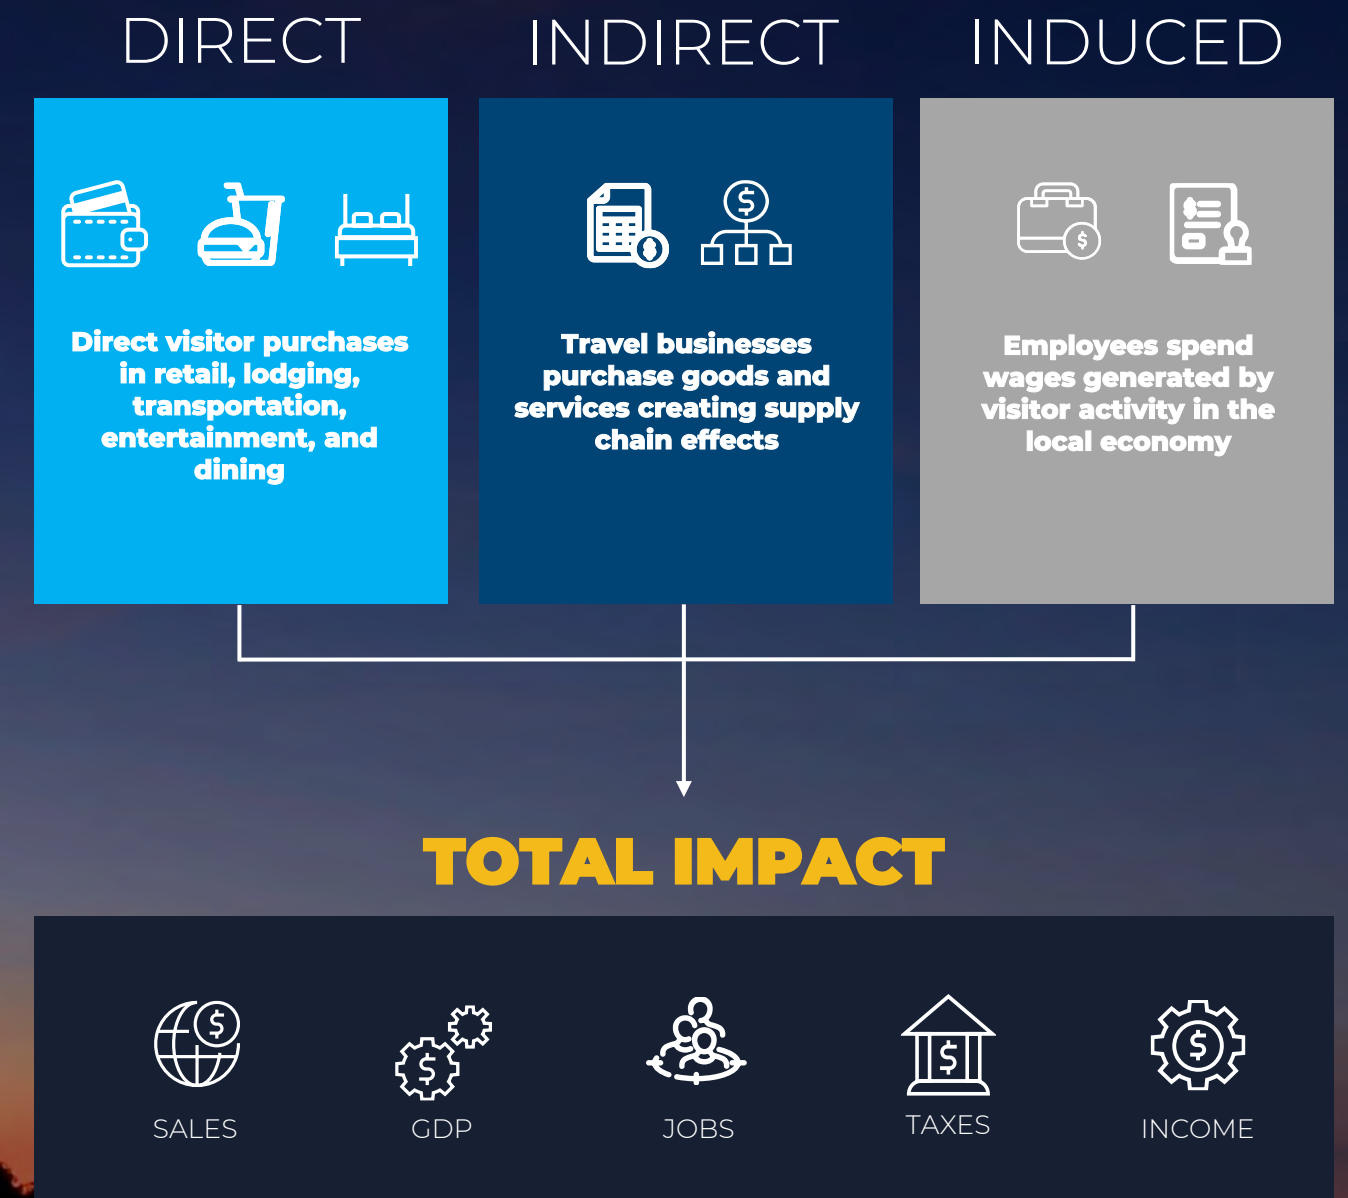 DIRECT
INDIRECT
INDUCED
Direct visitor purchases
in retail, lodging,
transportation,
entertainment, and
dining
Travel businesses
purchase goods and
services creating supply
chain effects
Employees spend
wages generated by
visitor activity in the
local economy
TOTAL IMPACT
SALES
GDP
JOBS
TAXES
INCOME